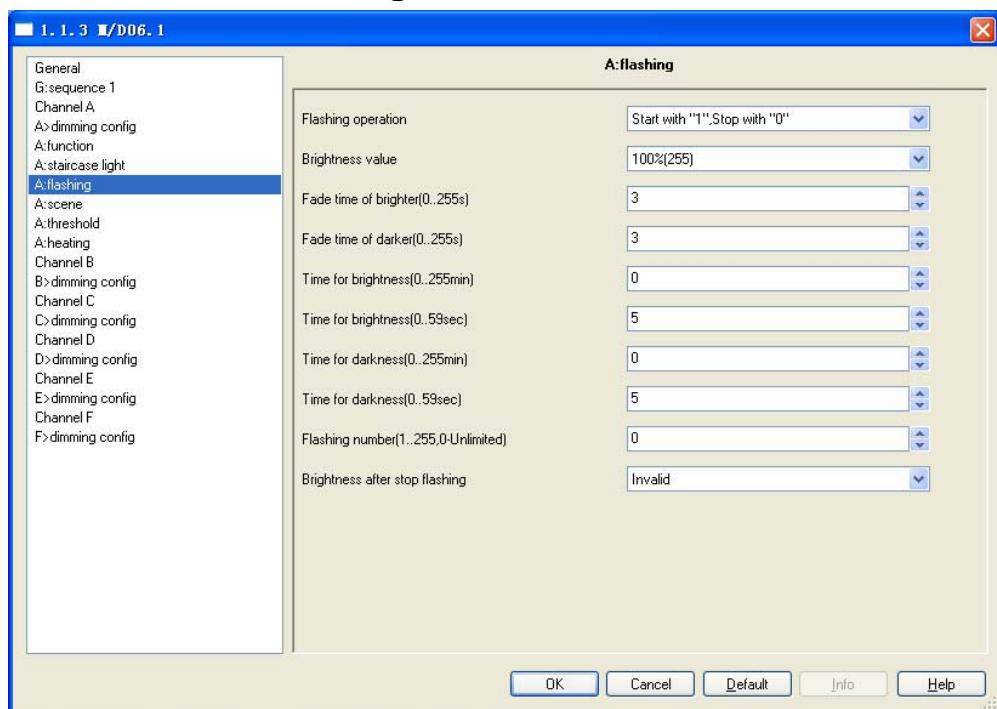 1.1.3 M/D06.1
General
G:sequence 1
Channel A
A>dimming config
A:function
A:staircase light
A:flashing
A:scene
A:threshold
A:heating
Channel B
B>dimming config
Channel C
C>dimming config
Channel D
D>dimming config
Channel E
E>dimming config
Channel F
F>dimming config
A:flashing
Flashing operation Start with "1",Stop with "0"
Brightness value 100%(255)
Fade time of brighter(0..255s) 3
Fade time of darker(0..255s) 3
Time for brightness(0..255min) 0
Time for brightness(0..59sec) 5
Time for darkness(0..255min) 0
Time for darkness(0..59sec) 5
Flashing number(1..255,0-Unlimited) 0
Brightness after stop flashing Invalid
OK Cancel Default Info Help